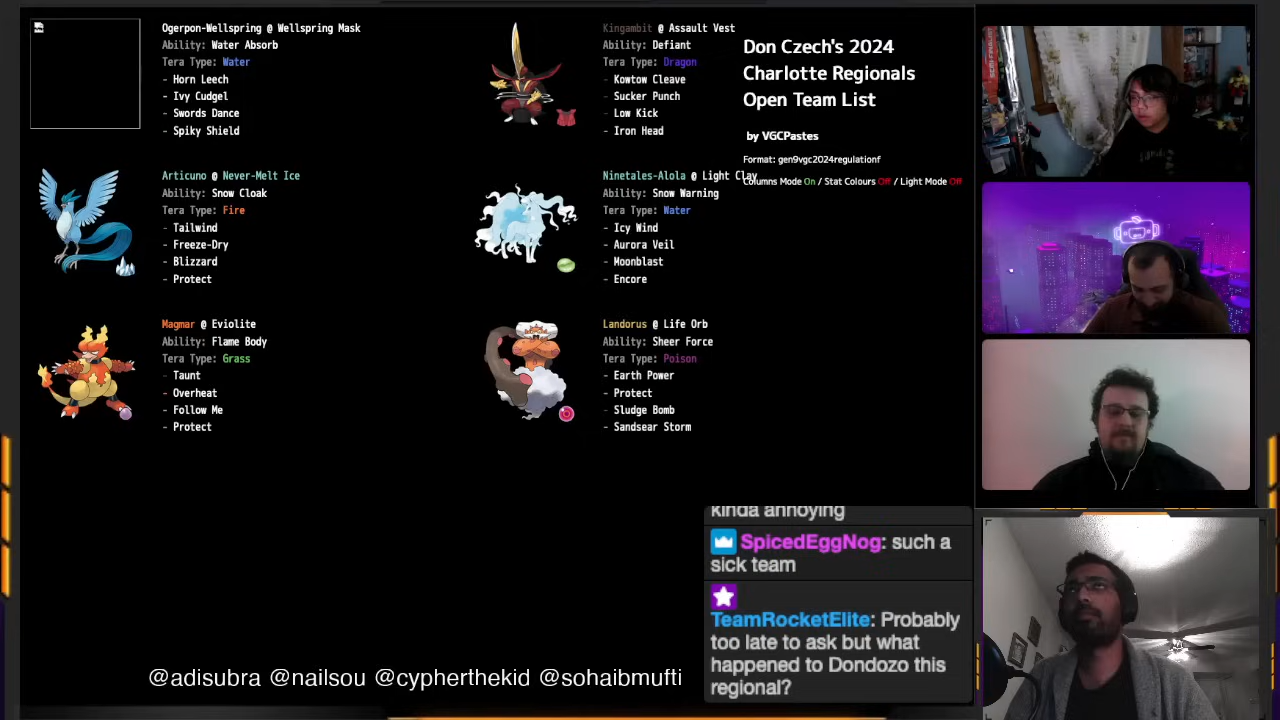 Ogerpon-Wellspring @ Wellspring Mask
Ability: Water Absorb
Tera Type: Water
- Horn Leech
- Ivy Cudgel
- Swords Dance
- Spiky Shield
Kingambit @ Assault Vest
Ability: Defiant
Tera Type: Dragon
- Kowtow Cleave
- Sucker Punch
- Low Kick
- Iron Head
Don Czech's 2024
Charlotte Regionals
Open Team List
by VGCPastes
Format: gen9vgc2024regulationf
Columns Mode On / Stat Colours Off / Light Mode Off
Articuno @ Never-Melt Ice
Ability: Snow Cloak
Tera Type: Fire
- Tailwind
- Freeze-Dry
- Blizzard
- Protect
Ninetales-Alola @ Light Clay
Ability: Snow Warning
Tera Type: Water
- Icy Wind
- Aurora Veil
- Moonblast
- Encore
Magmar @ Eviolite
Ability: Flame Body
Tera Type: Grass
- Taunt
- Overheat
- Follow Me
- Protect
Landorus @ Life Orb
Ability: Sheer Force
Tera Type: Poison
- Earth Power
- Protect
- Sludge Bomb
- Sandsear Storm
kinda annoying
SpicedEggNog: such a
sick team
TeamRocketElite: Probably
too late to ask but what
happened to Dondozo this
regional?
@adisubra @nailsou @cypherthekid @sohaibmufti